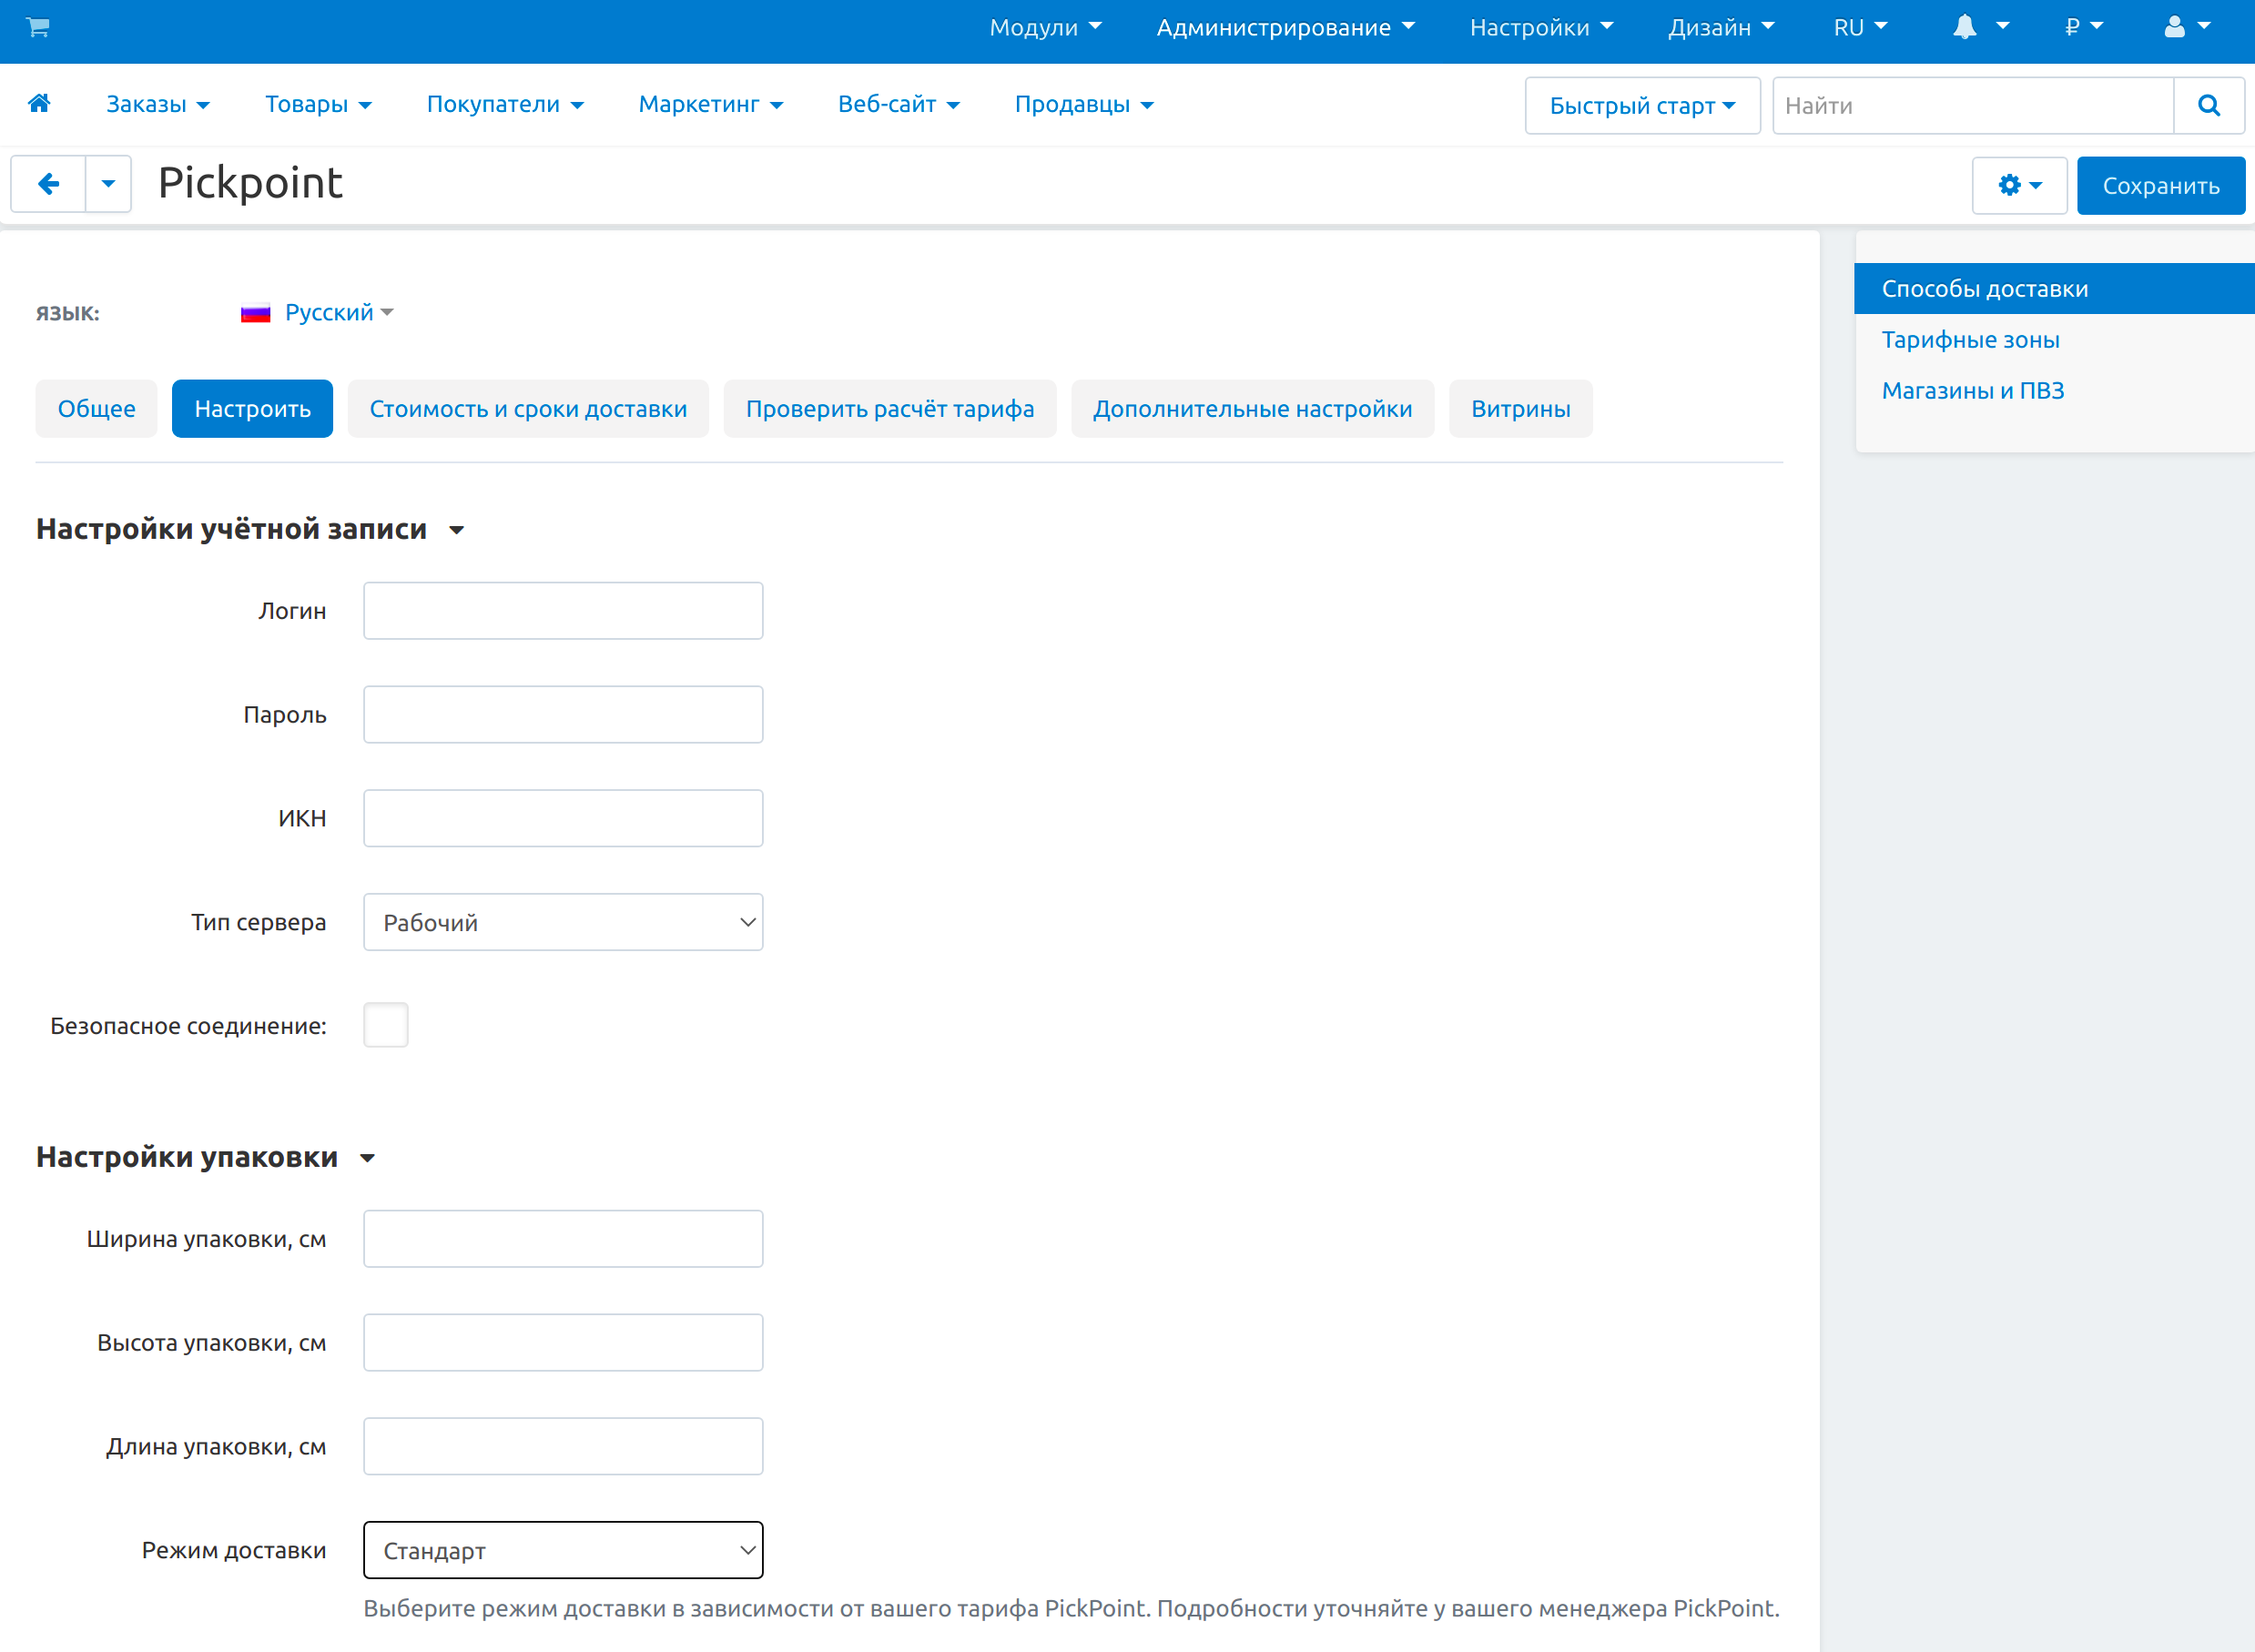 Модули Администрирование Настройки Дизайн RU ₽
Заказы Товары Покупатели Маркетинг Веб-сайт Продавцы Быстрый старт Найти
Pickpoint Сохранить
ЯЗЫК: Русский
Общее Настроить Стоимость и сроки доставки Проверить расчёт тарифа Дополнительные настройки Витрины
Способы доставки
Тарифные зоны
Магазины и ПВЗ
Настройки учётной записи
Логин
Пароль
ИКН
Тип сервера Рабочий
Безопасное соединение:
Настройки упаковки
Ширина упаковки, см
Высота упаковки, см
Длина упаковки, см
Режим доставки Стандарт
Выберите режим доставки в зависимости от вашего тарифа PickPoint. Подробности уточняйте у вашего менеджера PickPoint.